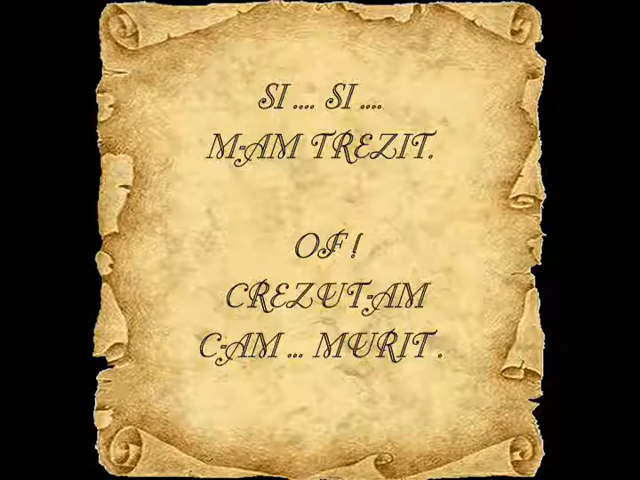 SI .... SI ....
M-AM TREZIT.
OF !
CREZUT-AM
C-AM ... MURIT .